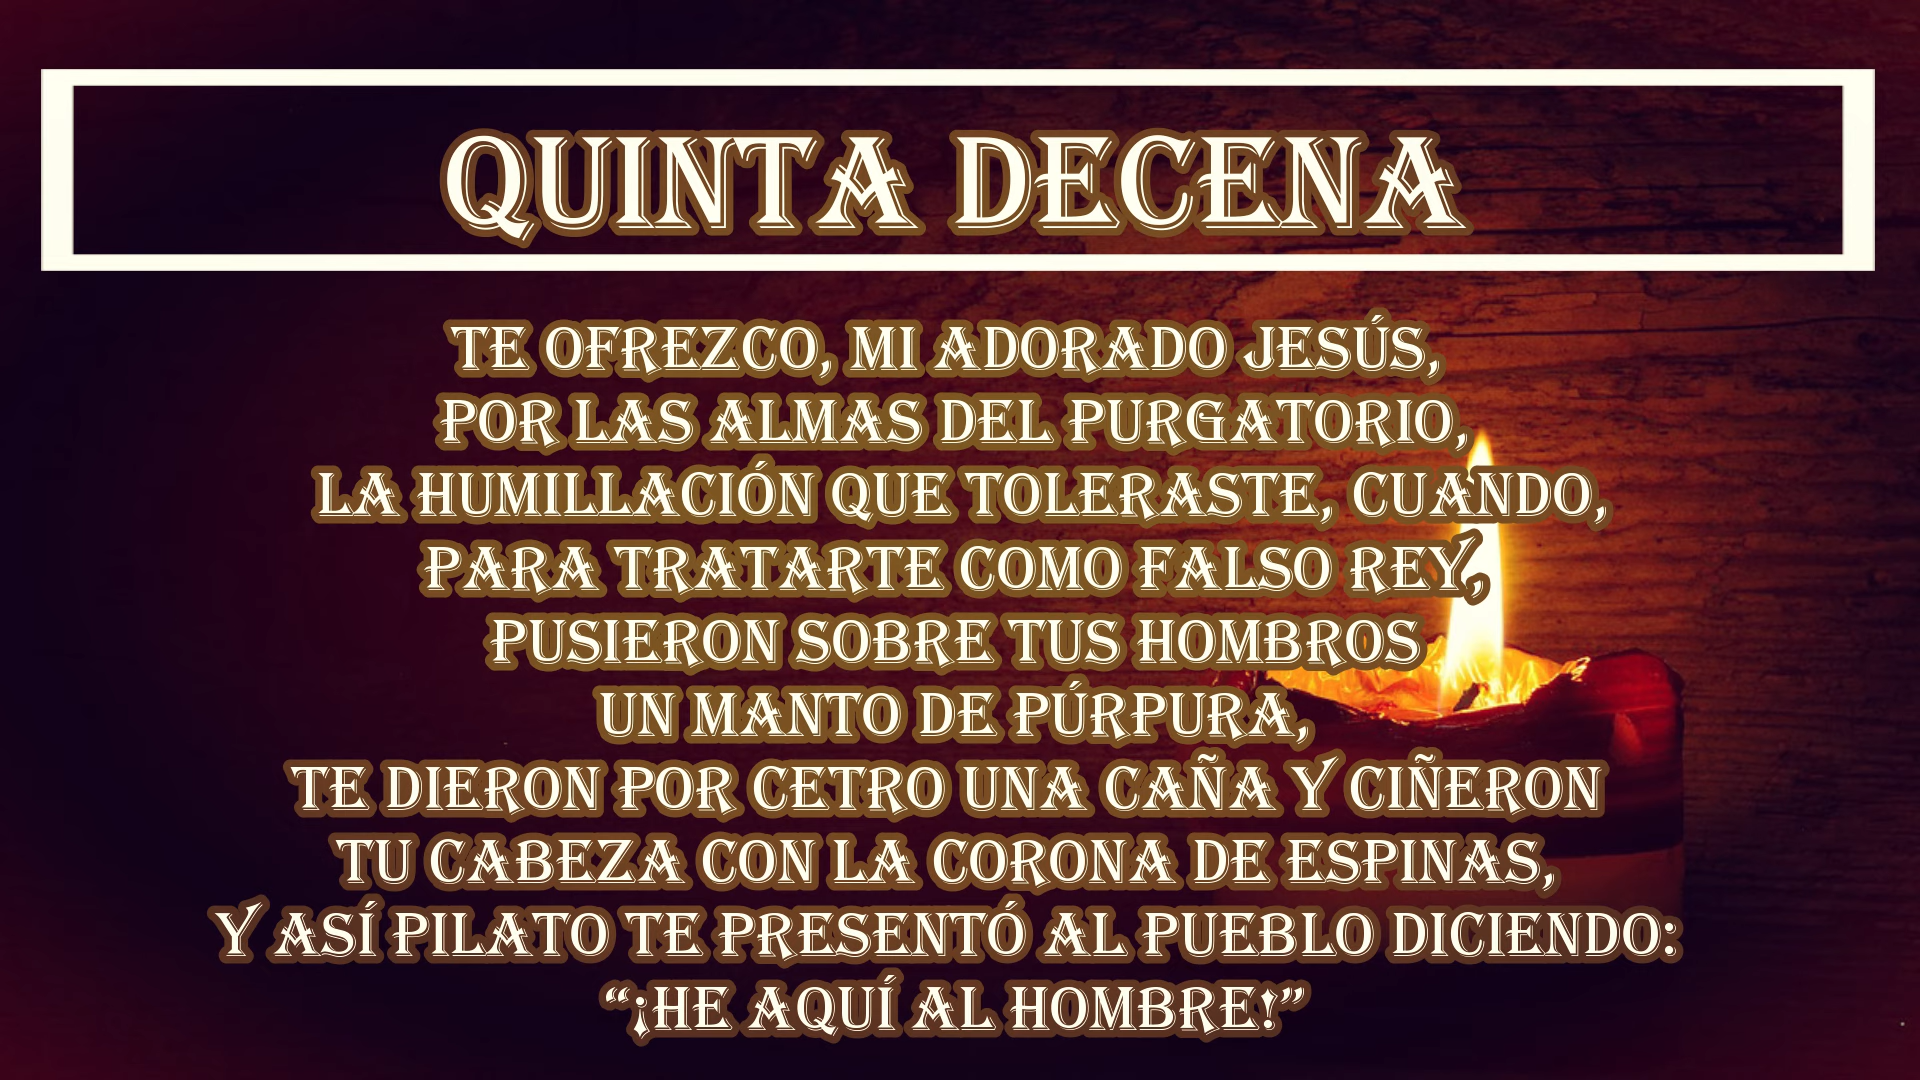 QUINTA DECENA
TE OFREZCO, MI ADORADO JESÚS,
POR LAS ALMAS DEL PURGATORIO,
LA HUMILLACIÓN QUE TOLERASTE, CUANDO,
PARA TRATARTE COMO FALSO REY,
PUSIERON SOBRE TUS HOMBROS
UN MANTO DE PÚRPURA,
TE DIERON POR CETRO UNA CAÑA Y CIÑERON
TU CABEZA CON LA CORONA DE ESPINAS,
Y ASÍ PILATO TE PRESENTÓ AL PUEBLO DICIENDO:
“¡HE AQUÍ AL HOMBRE!”